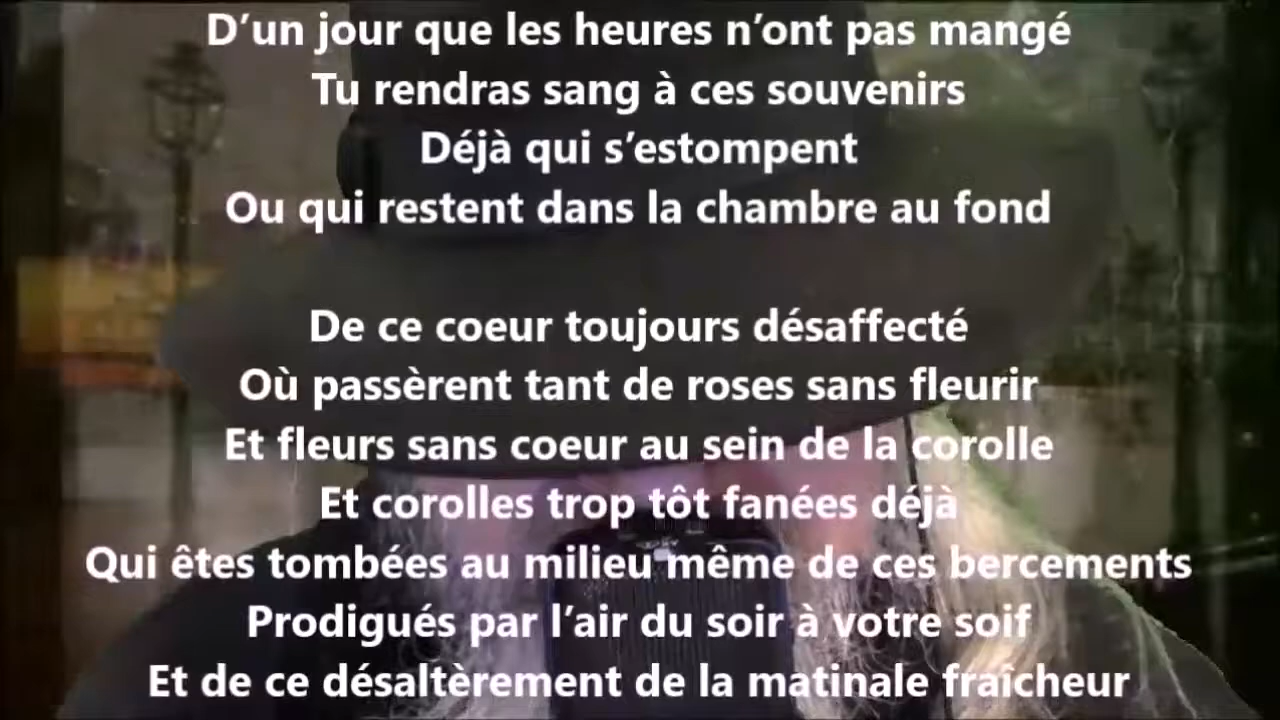 D’un jour que les heures n’ont pas mangé
Tu rendras sang à ces souvenirs
Déjà qui s’estompent
Ou qui restent dans la chambre au fond
De ce coeur toujours désaffecté
Où passèrent tant de roses sans fleurir
Et fleurs sans coeur au sein de la corolle
Et corolles trop tôt fanées déjà
Qui êtes tombées au milieu même de ces bercements
Prodigués par l’air du soir à votre soif
Et de ce désaltèrement de la matinale fraîcheur